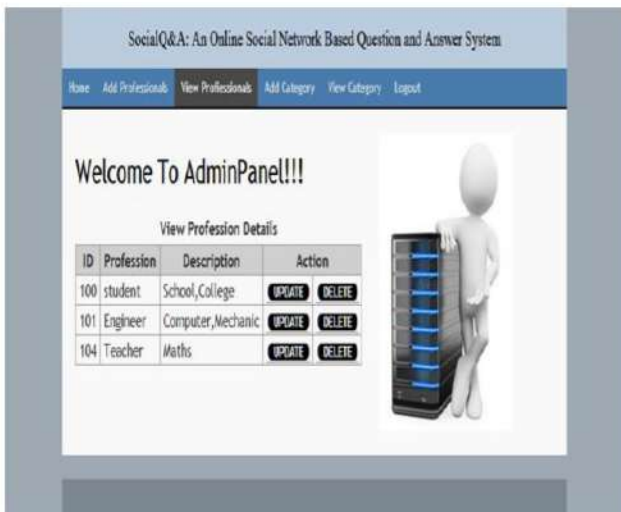 SocialQ&A: An Online Social Network Based Question and Answer System
Home Add Professionals View Professionals Add Category View Category Logout
Welcome To AdminPanel!!!
View Profession Details
ID Profession Description Action
100 student School,College UPDATE DELETE
101 Engineer Computer,Mechanic UPDATE DELETE
104 Teacher Maths UPDATE DELETE